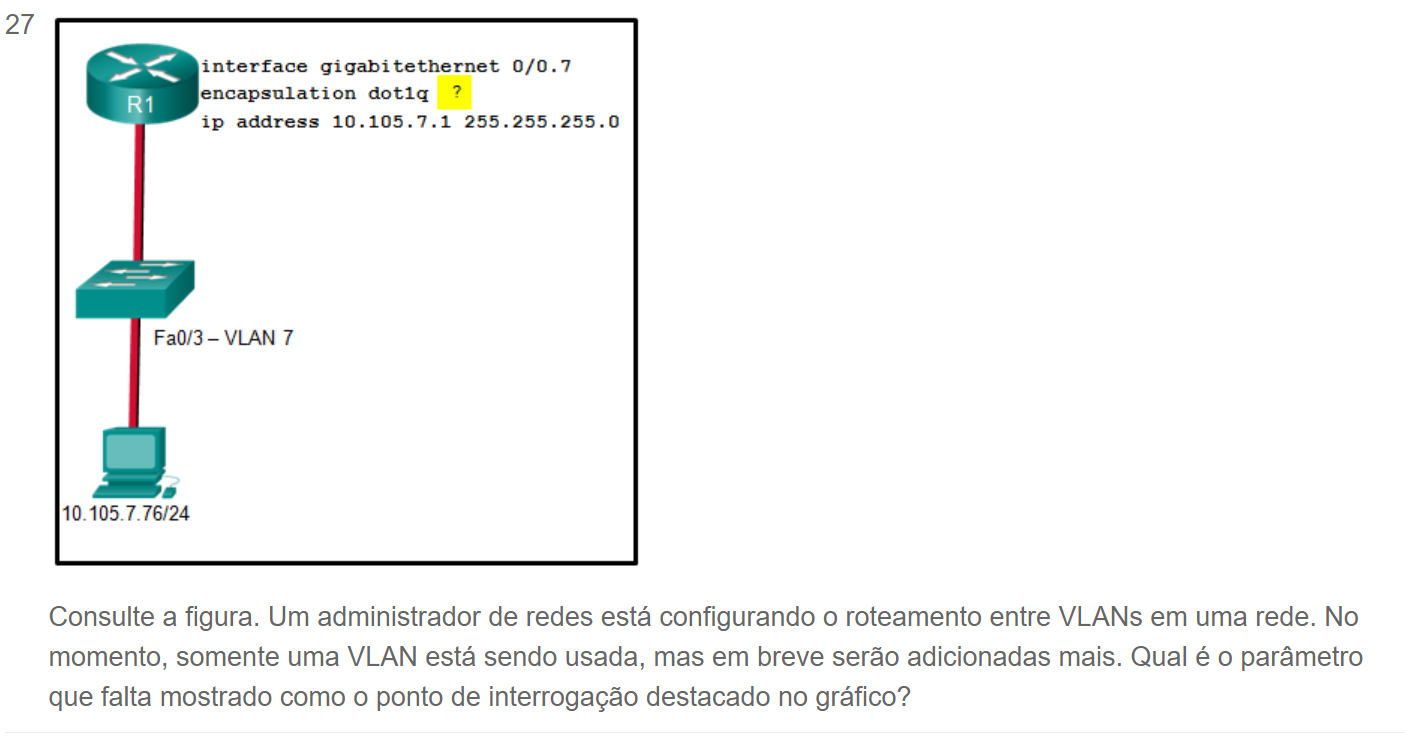 27
interface gigabitethernet 0/0.7
encapsulation dot1q ?
R1
ip address 10.105.7.1 255.255.255.0
Fa0/3 – VLAN 7
10.105.7.76/24
Consulte a figura. Um administrador de redes está configurando o roteamento entre VLANs em uma rede. No
momento, somente uma VLAN está sendo usada, mas em breve serão adicionadas mais. Qual é o parâmetro
que falta mostrado como o ponto de interrogação destacado no gráfico?